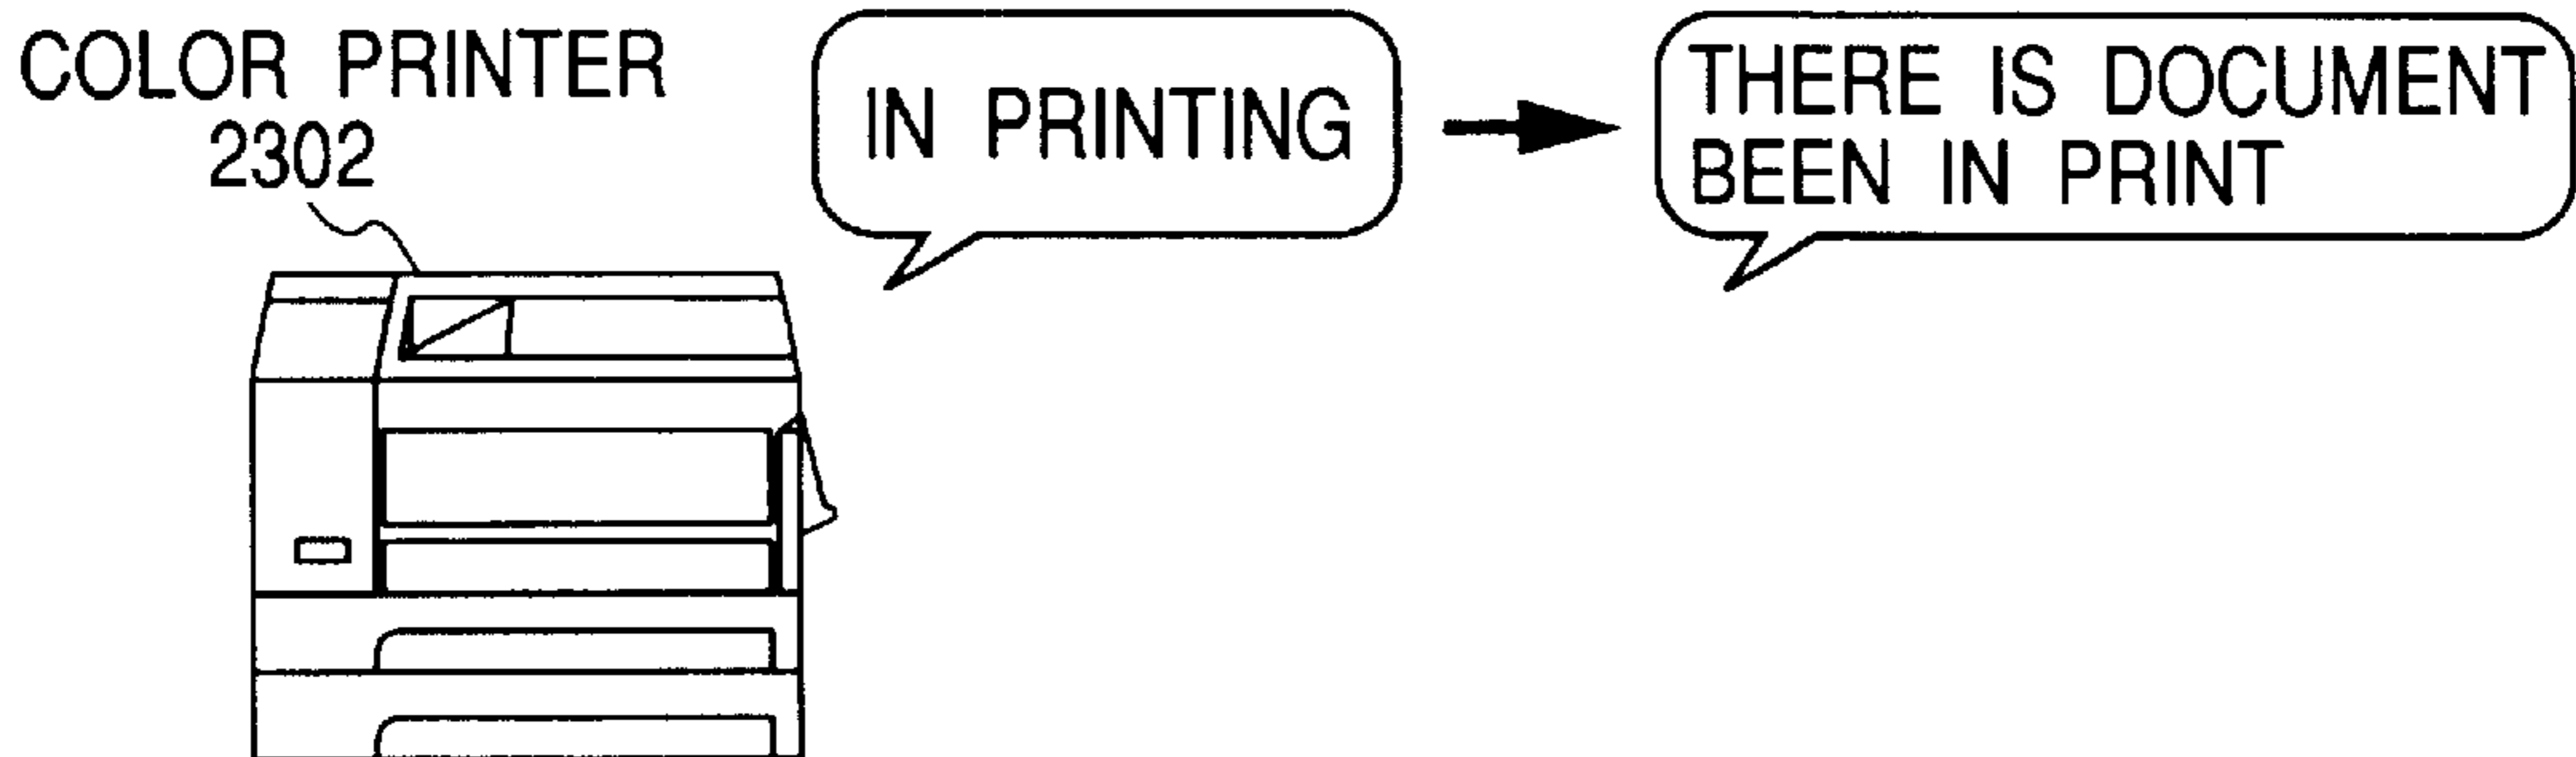 COLOR PRINTER
2302
IN PRINTING
THERE IS DOCUMENT
BEEN IN PRINT